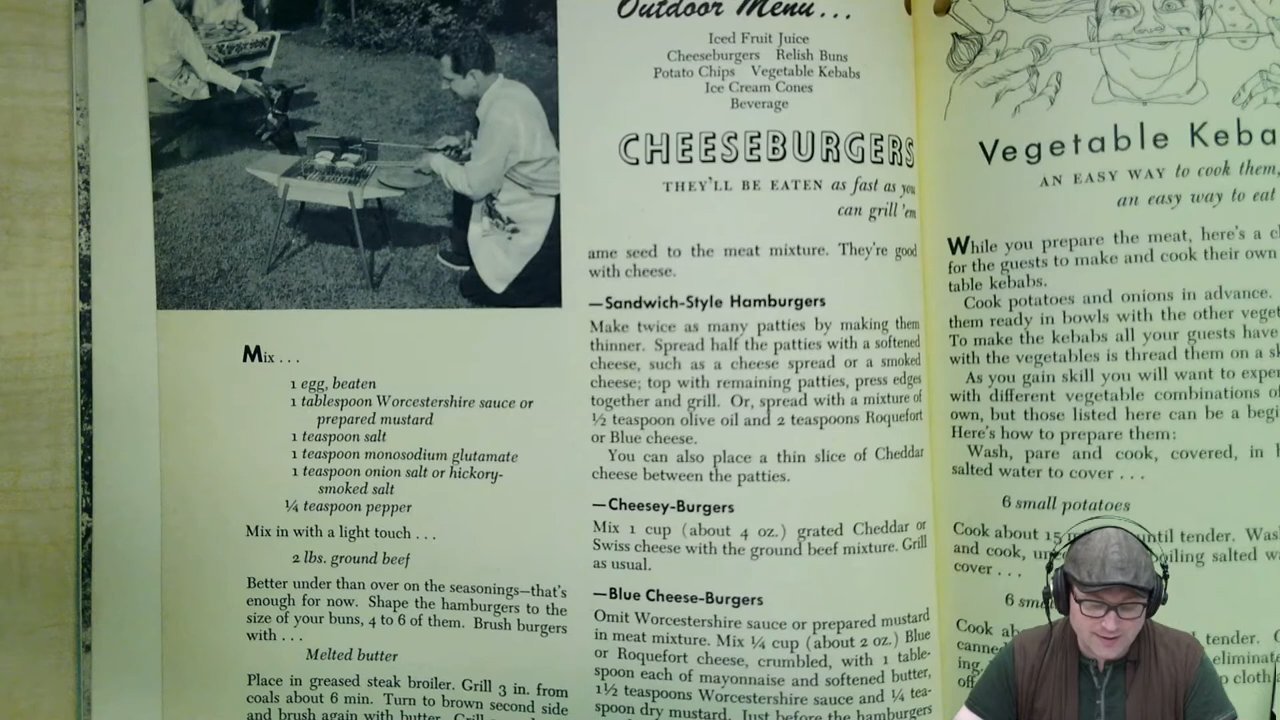 Outdoor Menu...
Iced Fruit Juice
Cheeseburgers Relish Buns
Potato Chips Vegetable Kebabs
Ice Cream Cones
Beverage
CHEESEBURGERS
THEY'LL BE EATEN as fast as you
can grill 'em
Mix . . .
1 egg, beaten
1 tablespoon Worcestershire sauce or
prepared mustard
1 teaspoon salt
1 teaspoon monosodium glutamate
1 teaspoon onion salt or hickory-
smoked salt
¼ teaspoon pepper
Mix in with a light touch . . .
2 lbs. ground beef
Better under than over on the seasonings—that's
enough for now. Shape the hamburgers to the
size of your buns, 4 to 6 of them. Brush burgers
with . . .
Melted butter
Place in greased steak broiler. Grill 3 in. from
coals about 6 min. Turn to brown second side
and brush again with butter. Grill
ame seed to the meat mixture. They're good
with cheese.
—Sandwich-Style Hamburgers
Make twice as many patties by making them
thinner. Spread half the patties with a softened
cheese, such as a cheese spread or a smoked
cheese; top with remaining patties, press edges
together and grill. Or, spread with a mixture of
½ teaspoon olive oil and 2 teaspoons Roquefort
or Blue cheese.
You can also place a thin slice of Cheddar
cheese between the patties.
—Cheesey-Burgers
Mix 1 cup (about 4 oz.) grated Cheddar or
Swiss cheese with the ground beef mixture. Grill
as usual.
—Blue Cheese-Burgers
Omit Worcestershire sauce or prepared mustard
in meat mixture. Mix ¼ cup (about 2 oz.) Blue
or Roquefort cheese, crumbled, with 1 table-
spoon each of mayonnaise and softened butter,
1½ teaspoons Worcestershire sauce and ¼ tea-
spoon dry mustard. Just before the hamburgers
Vegetable Keba
AN EASY WAY to cook them,
an easy way to eat
While you prepare the meat, here's a
for the guests to make and cook their own
table kebabs.
Cook potatoes and onions in advance.
them ready in bowls with the other
To make the kebabs all your guests have
with the vegetables is thread them on a
As you gain skill you will want to
with different vegetable combinations
own, but those listed here can be a
Here's how to prepare them:
Wash, pare and cook, covered, in
salted water to cover . . .
6 small potatoes
Cook about 15 until tender.
and cook, boiling salted
cover . . .
6
Cook tender.